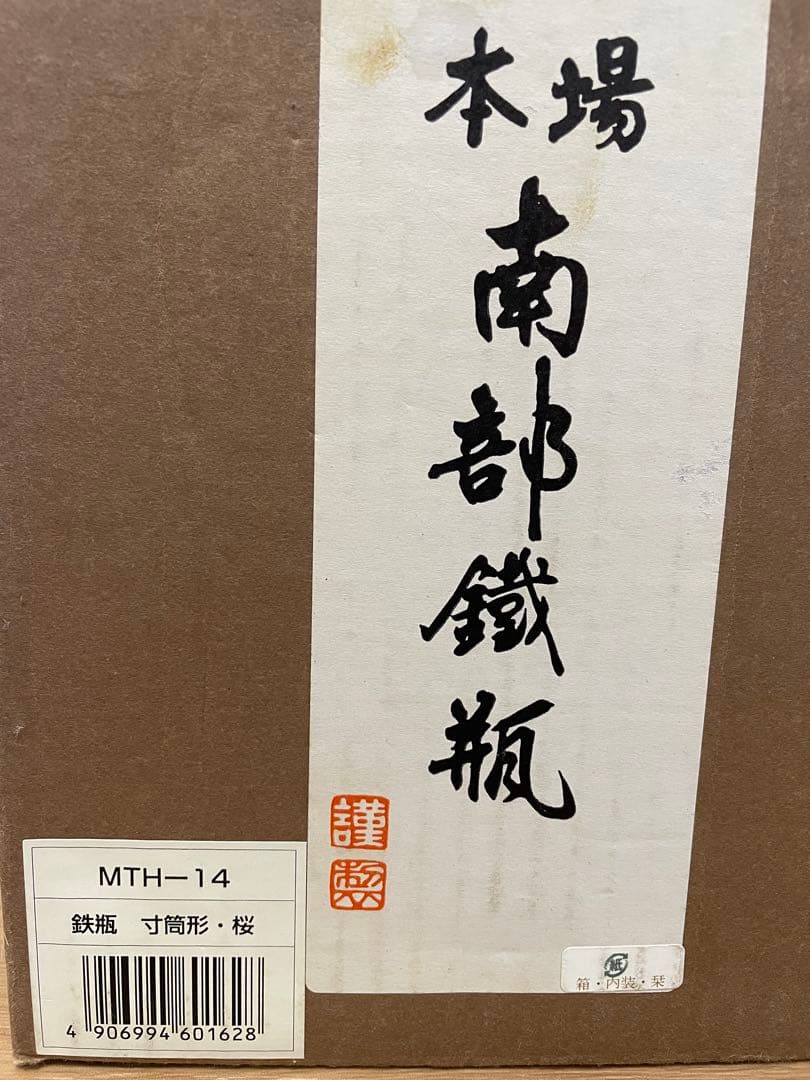 本場
南部鐵瓶
謹製
MTH－14
鉄瓶　寸筒形・桜
4 906994 601628
紙
箱・内装・栞